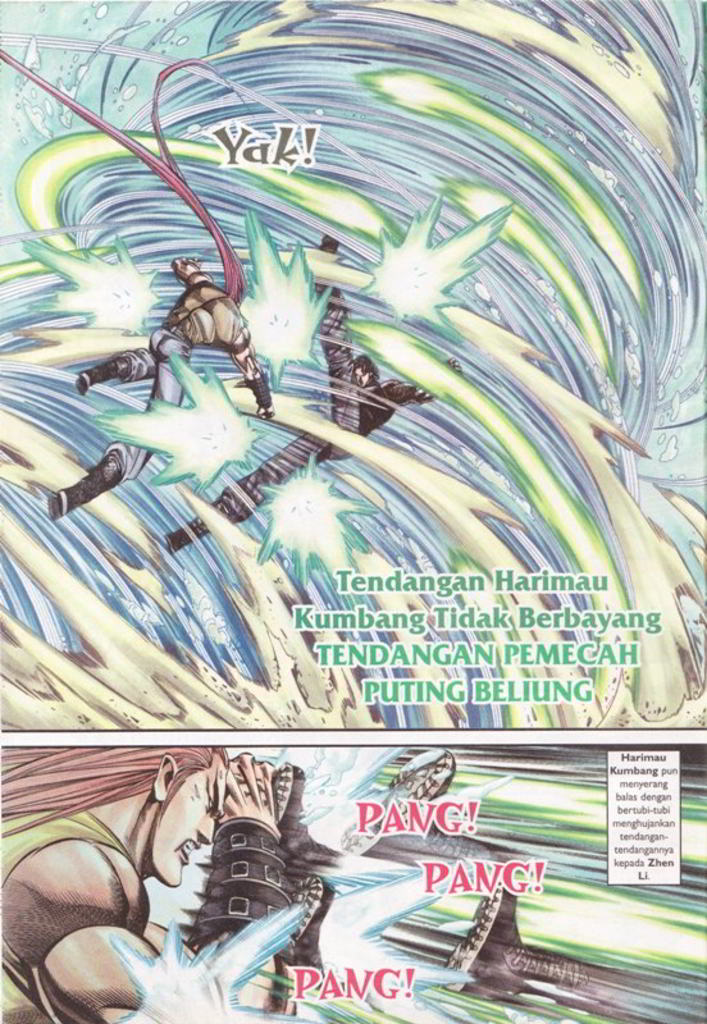 Yak!
Tendangan Harimau
Kumbang Tidak Berbayang
TENDANGAN PEMECAH
PUTING BELIUNG
Harimau
Kumbang pun
menyerang
balas dengan
bertubi-tubi
menghujankan
tendangan-
tendangannya
kepada Zhen
Li.
PANG!
PANG!
PANG!